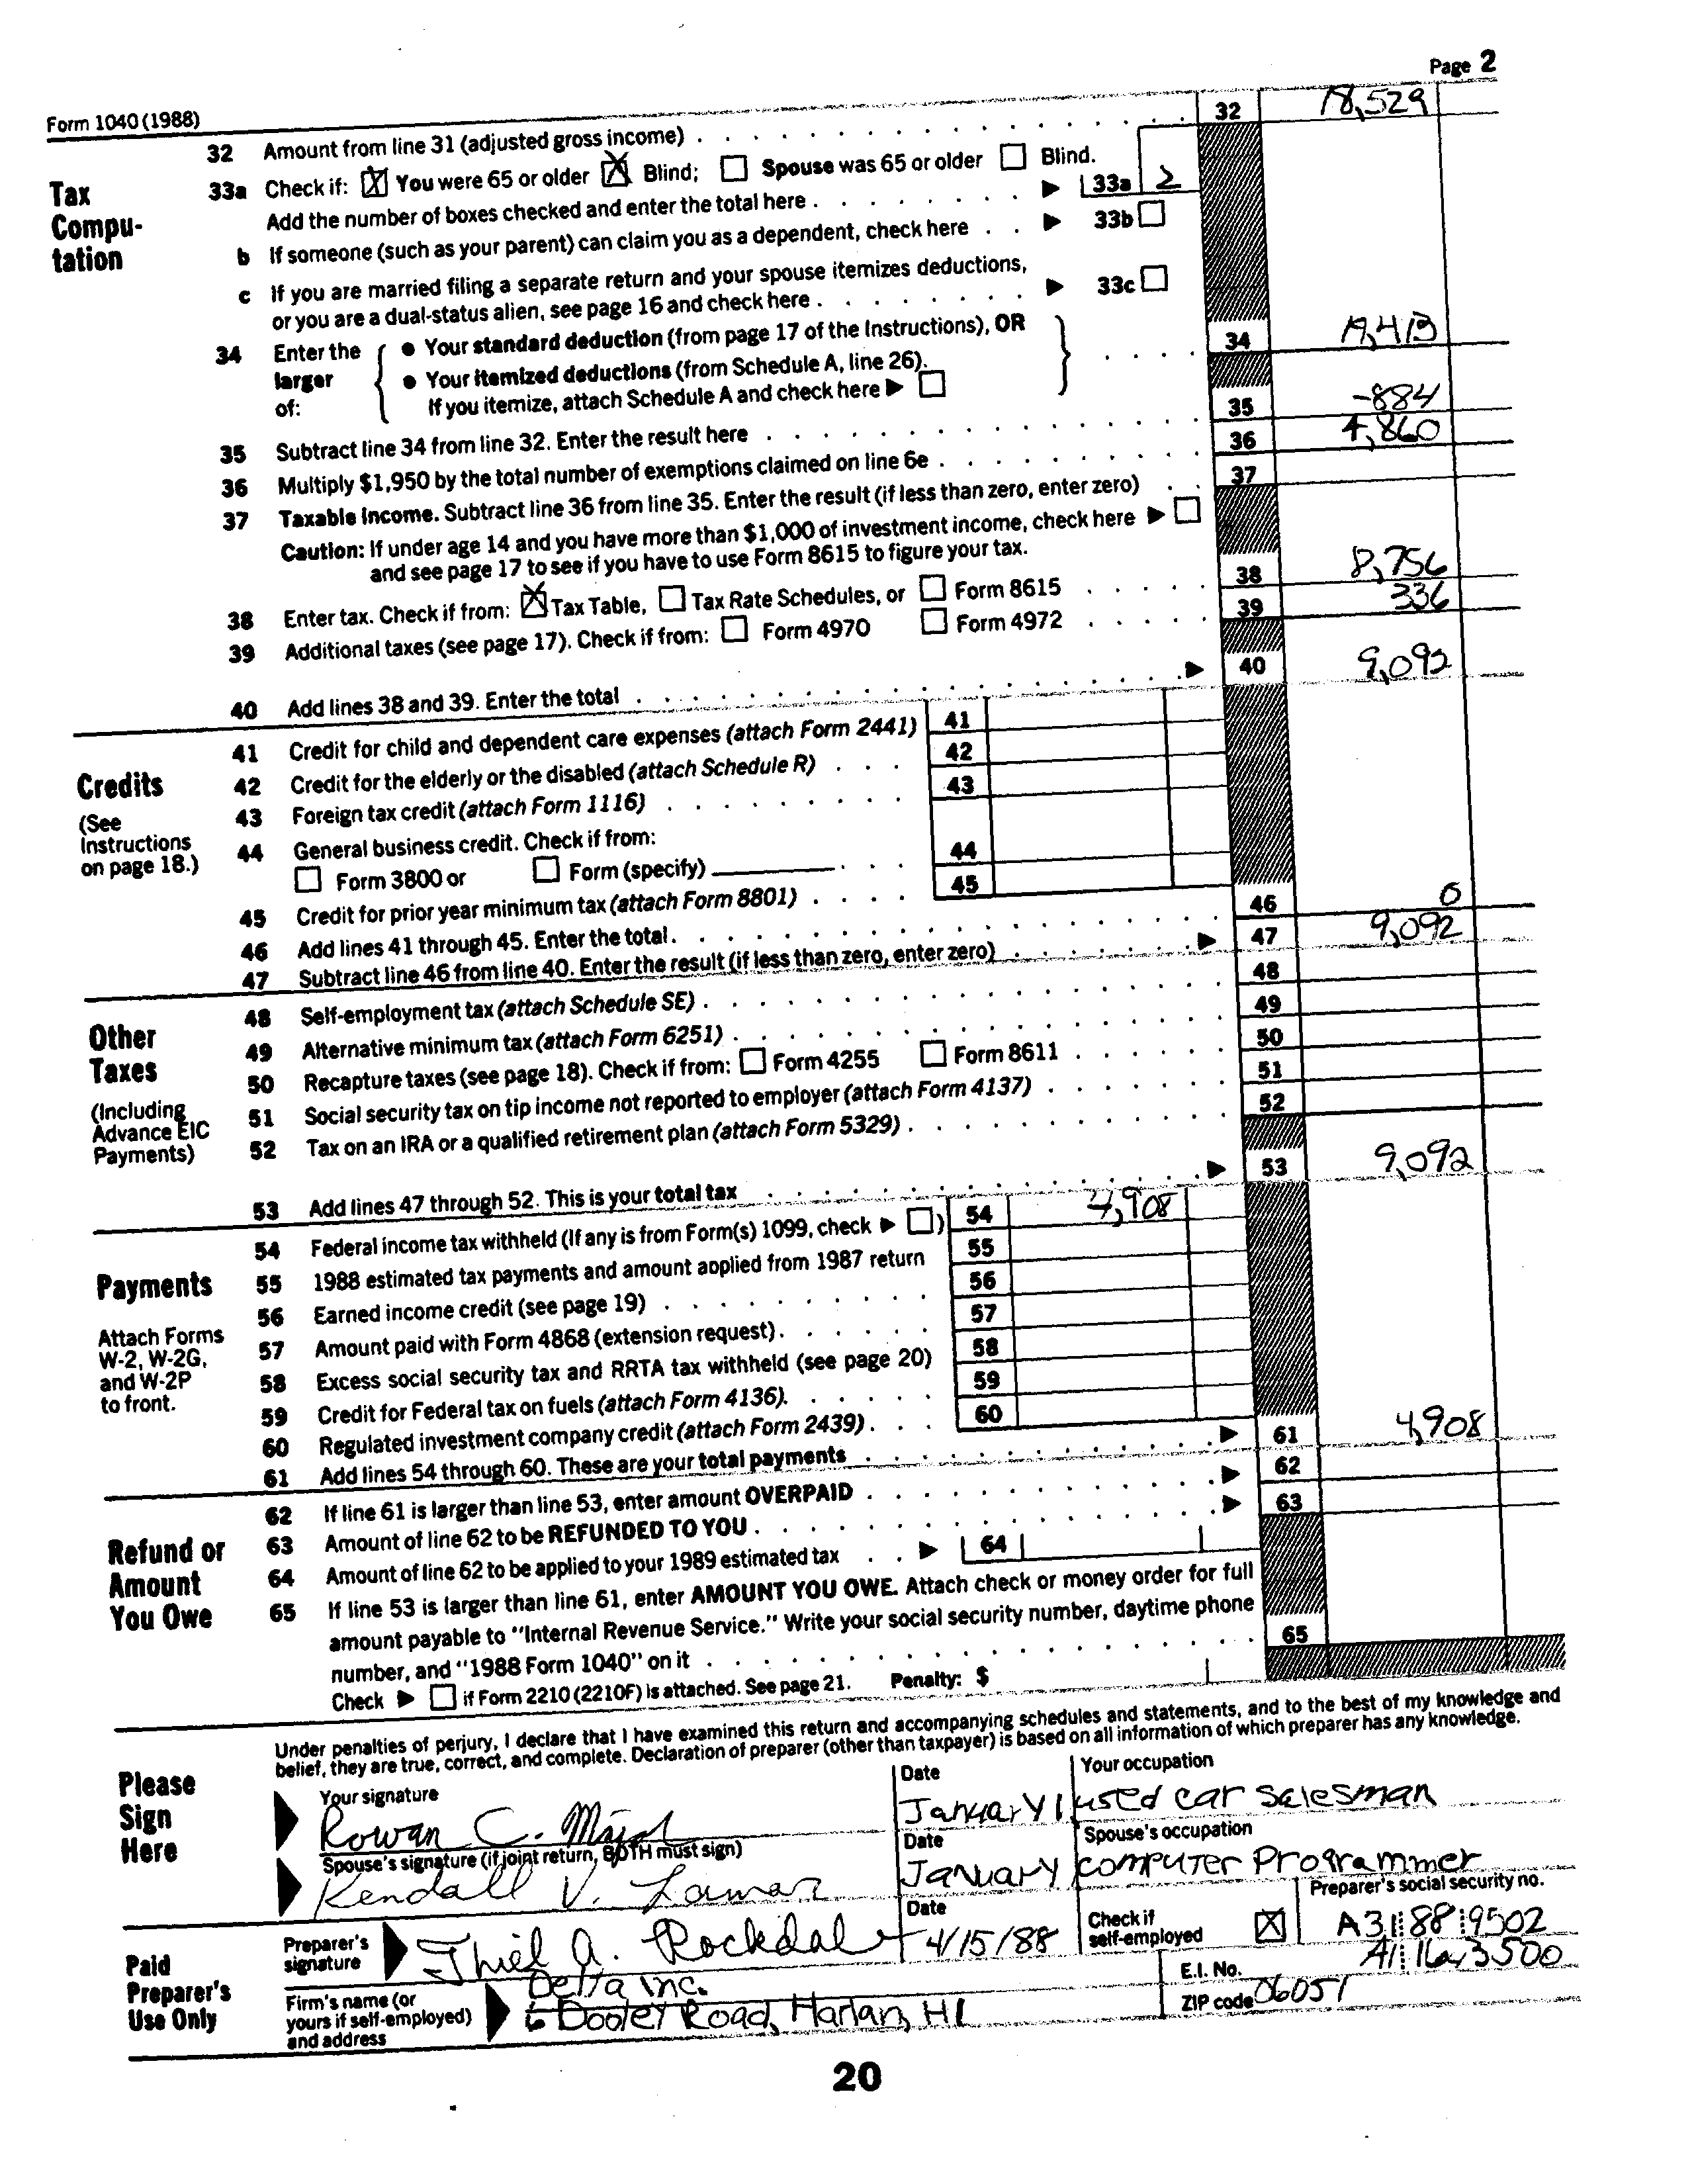 Page 2
Form 1040 (1988)
32 Amount from line 31 (adjusted gross income) 32 18,529
Tax Compu- tation
33a Check if: ☒ You were 65 or older ☒ Blind; ☐ Spouse was 65 or older ☐ Blind.
Add the number of boxes checked and enter the total here ▶ 33a 2
b If someone (such as your parent) can claim you as a dependent, check here ▶ 33b ☐
c If you are married filing a separate return and your spouse itemizes deductions,
or you are a dual-status alien, see page 16 and check here ▶ 33c ☐
34 Enter the larger of: { ● Your standard deduction (from page 17 of the Instructions), OR
● Your itemized deductions (from Schedule A, line 26).
If you itemize, attach Schedule A and check here ▶ ☐ } 34 19,413
35 Subtract line 34 from line 32. Enter the result here 35 -884
36 Multiply $1,950 by the total number of exemptions claimed on line 6e 36 4,860
37 Taxable income. Subtract line 36 from line 35. Enter the result (if less than zero, enter zero) 37
Caution: If under age 14 and you have more than $1,000 of investment income, check here ▶ ☐
and see page 17 to see if you have to use Form 8615 to figure your tax.
38 Enter tax. Check if from: ☒ Tax Table, ☐ Tax Rate Schedules, or ☐ Form 8615 38 8,756
39 Additional taxes (see page 17). Check if from: ☐ Form 4970 ☐ Form 4972 39 336
40 Add lines 38 and 39. Enter the total ▶ 40 9,092
Credits
(See Instructions on page 18.)
41 Credit for child and dependent care expenses (attach Form 2441) 41
42 Credit for the elderly or the disabled (attach Schedule R) 42
43 Foreign tax credit (attach Form 1116) 43
44 General business credit. Check if from:
☐ Form 3800 or ☐ Form (specify) 44
45 Credit for prior year minimum tax (attach Form 8801) 45
46 Add lines 41 through 45. Enter the total 46 0
47 Subtract line 46 from line 40. Enter the result (if less than zero, enter zero) ▶ 47 9,092
Other Taxes
(Including Advance EIC Payments)
48 Self-employment tax (attach Schedule SE) 48
49 Alternative minimum tax (attach Form 6251) 49
50 Recapture taxes (see page 18). Check if from: ☐ Form 4255 ☐ Form 8611 50
51 Social security tax on tip income not reported to employer (attach Form 4137) 51
52 Tax on an IRA or a qualified retirement plan (attach Form 5329) 52
53 Add lines 47 through 52. This is your total tax ▶ 53 9,092
Payments
Attach Forms W-2, W-2G, and W-2P to front.
54 Federal income tax withheld (If any is from Form(s) 1099, check ▶ ☐) 54 4,908
55 1988 estimated tax payments and amount applied from 1987 return 55
56 Earned income credit (see page 19) 56
57 Amount paid with Form 4868 (extension request) 57
58 Excess social security tax and RRTA tax withheld (see page 20) 58
59 Credit for Federal tax on fuels (attach Form 4136) 59
60 Regulated investment company credit (attach Form 2439) 60
61 Add lines 54 through 60. These are your total payments ▶ 61 4,908
Refund or Amount You Owe
62 If line 61 is larger than line 53, enter amount OVERPAID ▶ 62
63 Amount of line 62 to be REFUNDED TO YOU ▶ 63
64 Amount of line 62 to be applied to your 1989 estimated tax ▶ 64
65 If line 53 is larger than line 61, enter AMOUNT YOU OWE. Attach check or money order for full
amount payable to "Internal Revenue Service." Write your social security number, daytime phone
number, and "1988 Form 1040" on it 65
Check ▶ ☐ if Form 2210 (2210F) is attached. See page 21. Penalty: $
Please Sign Here
Under penalties of perjury, I declare that I have examined this return and accompanying schedules and statements, and to the best of my knowledge and
belief, they are true, correct, and complete. Declaration of preparer (other than taxpayer) is based on all information of which preparer has any knowledge.
Your signature Date Your occupation
Rowan C. Major January 1 used car salesman
Spouse's signature (if joint return, BOTH must sign) Date Spouse's occupation
Kendall V. Lamar January computer Programmer
Paid Preparer's Use Only
Preparer's signature Date Check if self-employed ☒ Preparer's social security no.
Thiel A. Rockdale 4/15/88 A31 88 9502
Firm's name (or yours if self-employed) and address
Delta Inc. E.I. No. A1 16a3500
6 Dooley Road, Harlan, HI ZIP code 06051
20